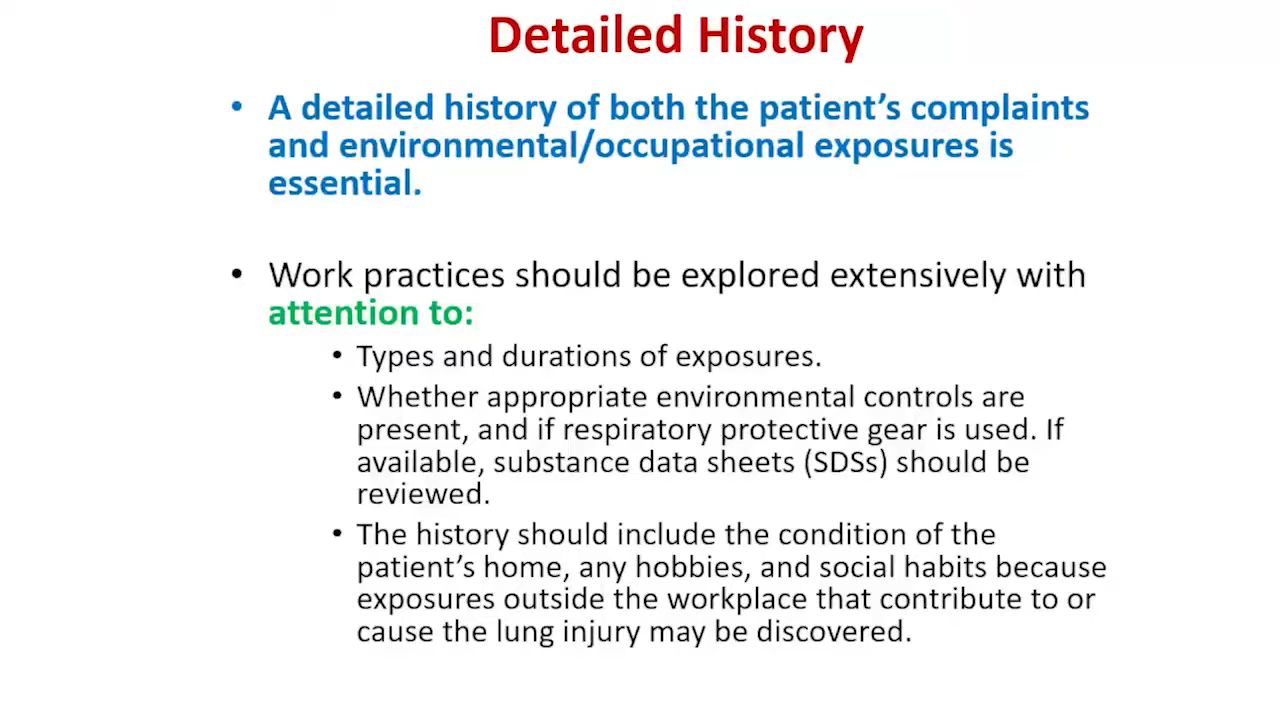 Detailed History
• A detailed history of both the patient’s complaints
and environmental/occupational exposures is
essential.
• Work practices should be explored extensively with
attention to:
• Types and durations of exposures.
• Whether appropriate environmental controls are
present, and if respiratory protective gear is used. If
available, substance data sheets (SDSs) should be
reviewed.
• The history should include the condition of the
patient’s home, any hobbies, and social habits because
exposures outside the workplace that contribute to or
cause the lung injury may be discovered.